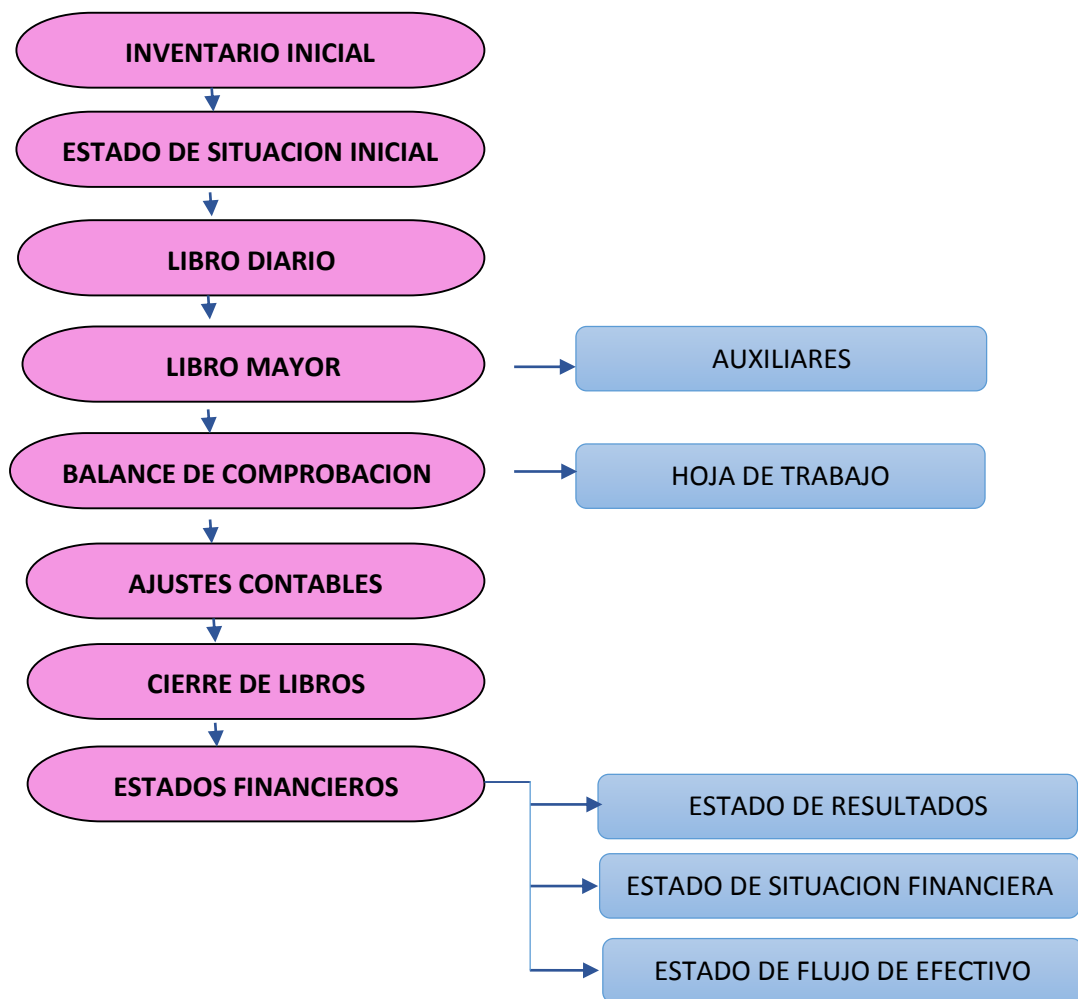 INVENTARIO INICIAL
ESTADO DE SITUACION INICIAL
LIBRO DIARIO
LIBRO MAYOR
AUXILIARES
BALANCE DE COMPROBACION
HOJA DE TRABAJO
AJUSTES CONTABLES
CIERRE DE LIBROS
ESTADOS FINANCIEROS
ESTADO DE RESULTADOS
ESTADO DE SITUACION FINANCIERA
ESTADO DE FLUJO DE EFECTIVO